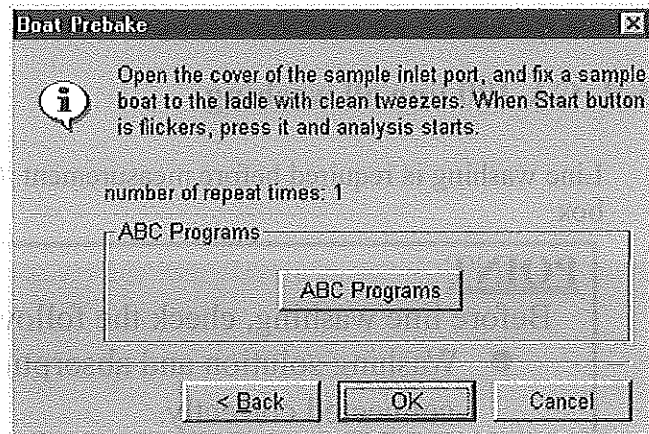 Boat Prebake
Open the cover of the sample inlet port, and fix a sample
boat to the ladle with clean tweezers. When Start button
is flickers, press it and analysis starts.
number of repeat times: 1
ABC Programs
ABC Programs
< Back
OK
Cancel